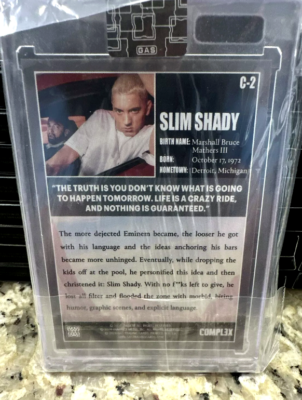 DAS
C-2
SLIM SHADY
BIRTH NAME: Marshall Bruce
Mathers III
BORN: October 17, 1972
HOMETOWN: Detroit, Michigan
"THE TRUTH IS YOU DON'T KNOW WHAT IS GOING
TO HAPPEN TOMORROW. LIFE IS A CRAZY RIDE,
AND NOTHING IS GUARANTEED."
The more dejected Eminem became, the looser he got
with his language and the ideas anchoring his bars
became more unhinged. Eventually, while dropping the
kids off at the pool, he personified this idea and then
christened it: Slim Shady. With no f**ks left to give, he
lost all filter and flooded the zone with morbid, biting
humor, graphic scenes, and explicit language.
COMPLEX